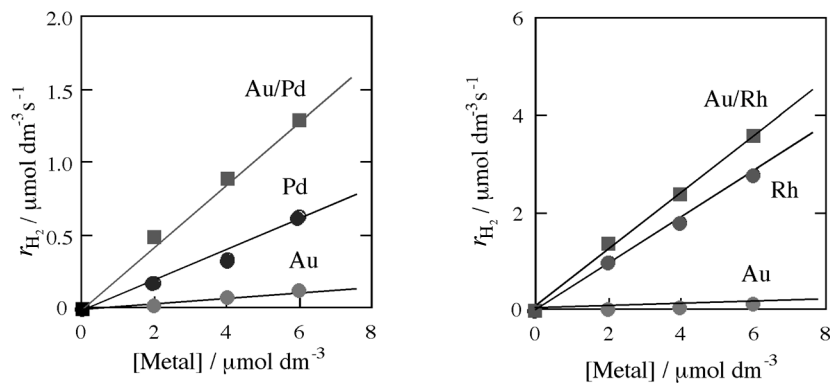 2.0
1.5
1.0
0.5
0
0 2 4 6 8
r_H₂ / μmol dm⁻³s⁻¹
[Metal] / μmol dm⁻³
Au/Pd
Pd
Au
6
4
2
0
0 2 4 6 8
r_H₂ / μmol dm⁻³s⁻¹
[Metal] / μmol dm⁻³
Au/Rh
Rh
Au